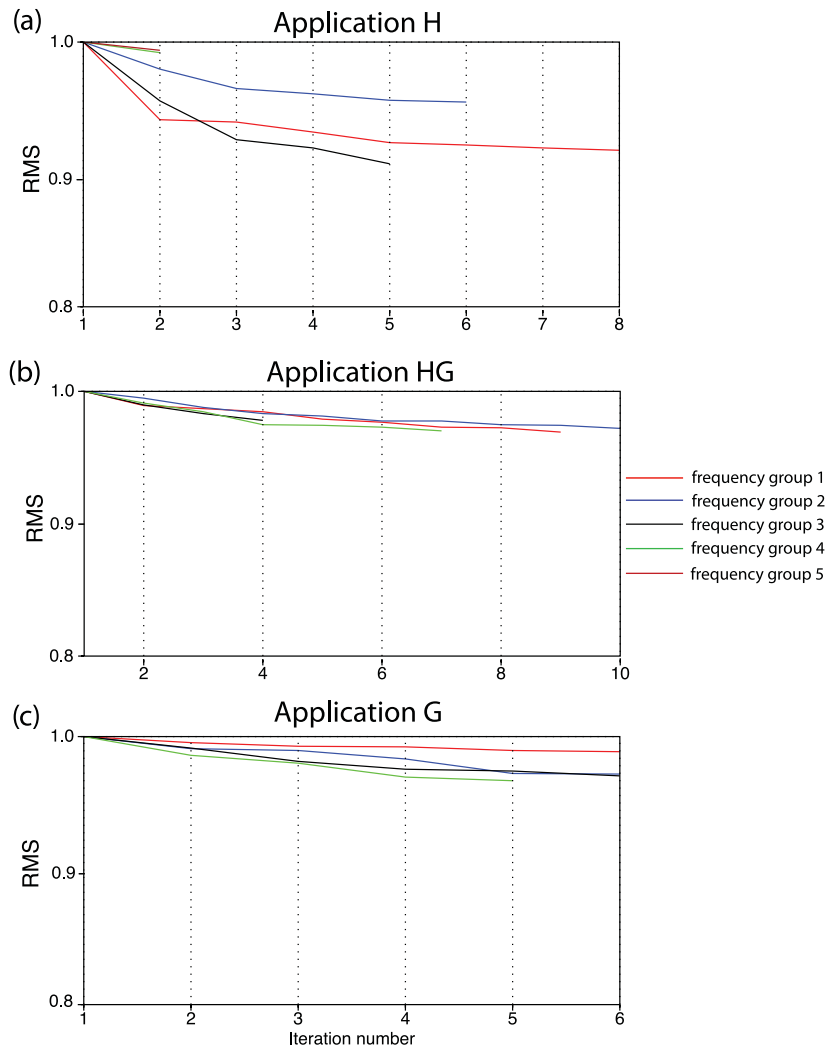 (a) Application H
1.0
0.9
0.8
RMS
1 2 3 4 5 6 7 8
(b) Application HG
1.0
0.9
0.8
RMS
2 4 6 8 10
frequency group 1
frequency group 2
frequency group 3
frequency group 4
frequency group 5
(c) Application G
1.0
0.9
0.8
RMS
1 2 3 4 5 6
Iteration number